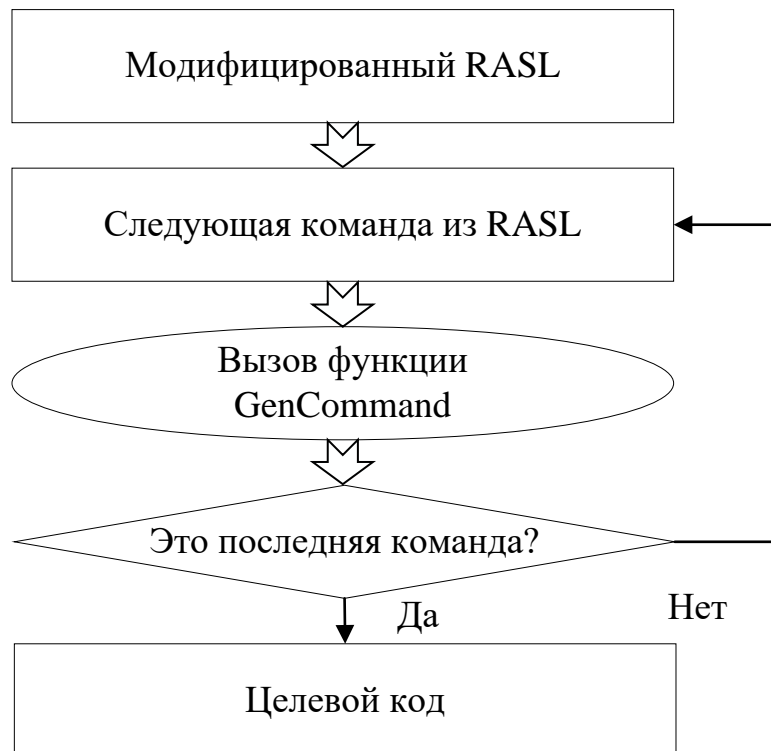 Модифицированный RASL
Следующая команда из RASL
Вызов функции
GenCommand
Это последняя команда?
Да
Нет
Целевой код